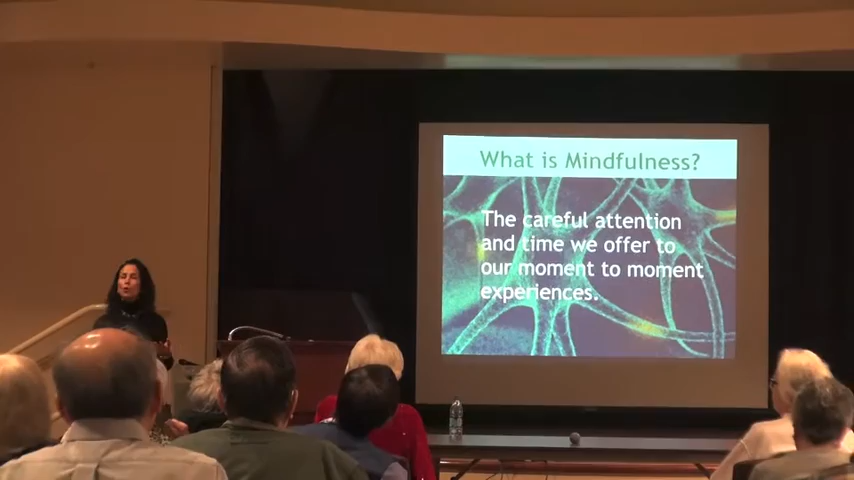 What is Mindfulness?
The careful attention
and time we offer to
our moment to moment
experiences.